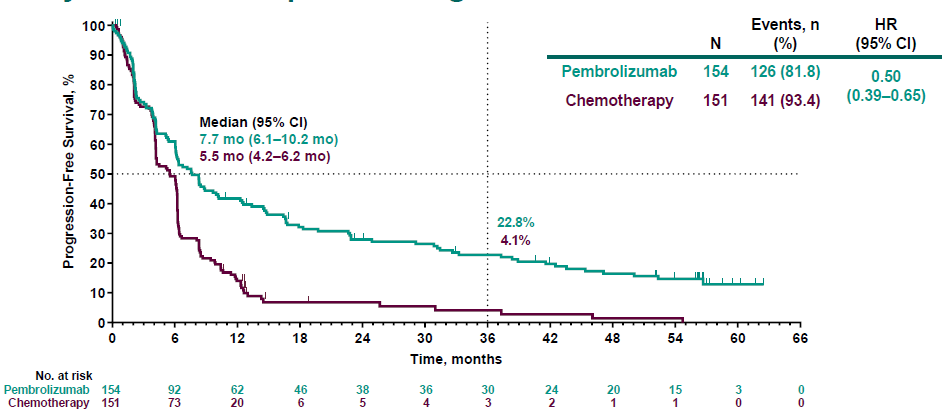 Events, n HR
N (%) (95% CI)
Pembrolizumab 154 126 (81.8) 0.50
(0.39–0.65)
Chemotherapy 151 141 (93.4)
Progression-Free Survival, %
100
90
80
70
60
50
40
30
20
10
0
Median (95% CI)
7.7 mo (6.1–10.2 mo)
5.5 mo (4.2–6.2 mo)
22.8%
4.1%
0 6 12 18 24 30 36 42 48 54 60 66
Time, months
No. at risk
Pembrolizumab 154 92 62 46 38 36 30 24 20 15 3 0
Chemotherapy 151 73 20 6 5 4 3 2 1 1 0 0